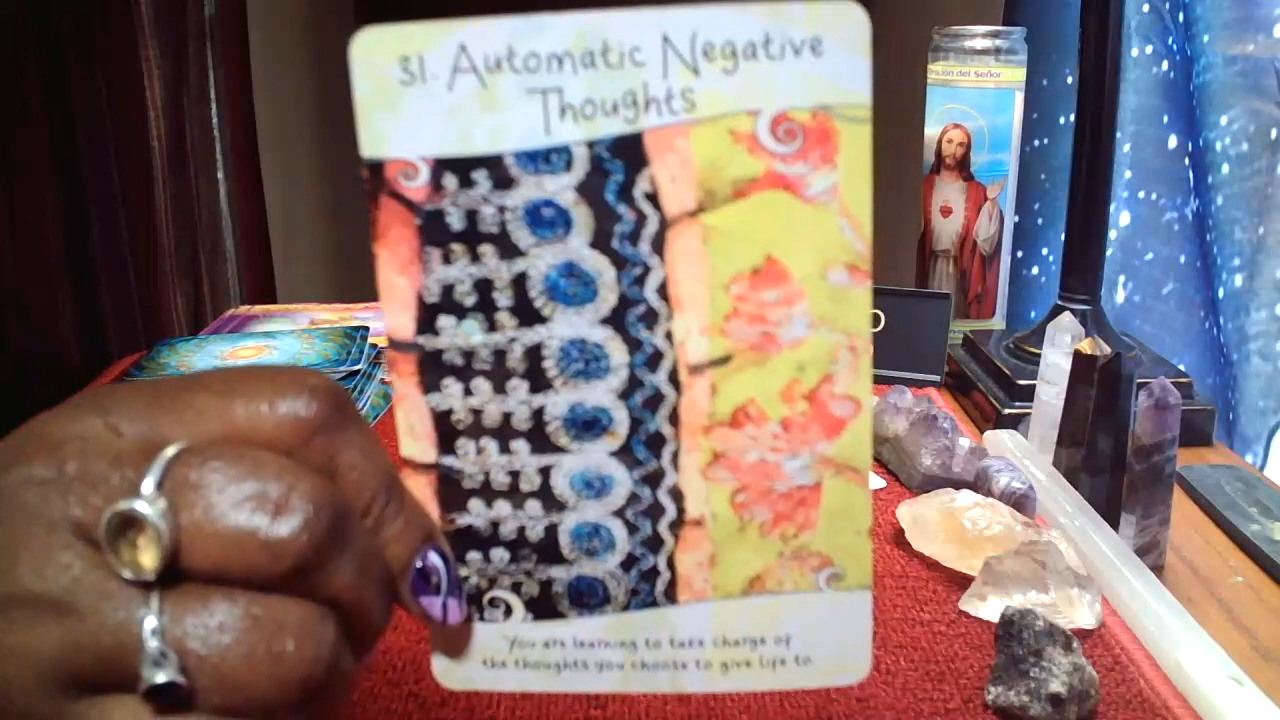 31. Automatic Negative
Thoughts
You are learning to take charge of
the thoughts you choose to give life to.
Oración del Señor